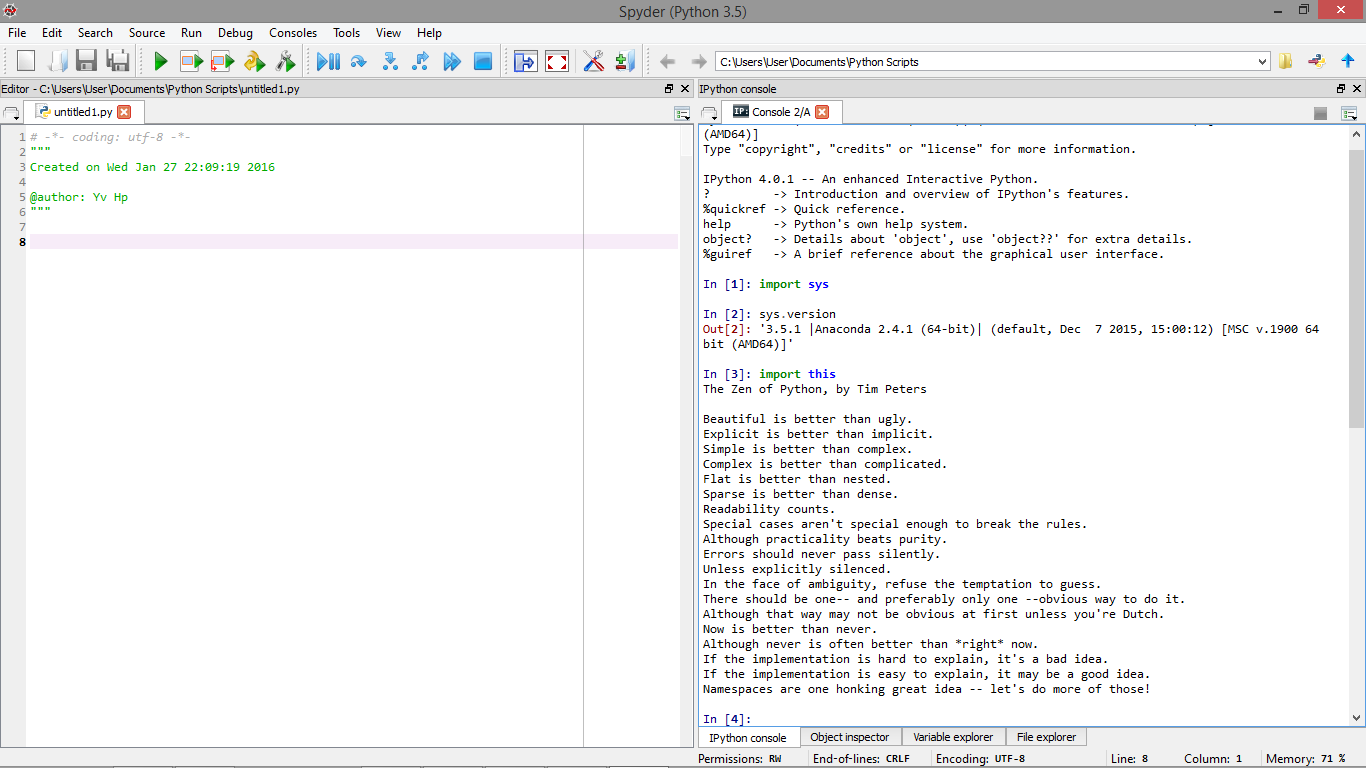 Spyder (Python 3.5)
File Edit Search Source Run Debug Consoles Tools View Help
C:\Users\User\Documents\Python Scripts
Editor - C:\Users\User\Documents\Python Scripts\untitled1.py
untitled1.py
1 # -*- coding: utf-8 -*-
2 """
3 Created on Wed Jan 27 22:09:19 2016
4
5 @author: Yv Hp
6 """
7
8
IPython console
IP: Console 2/A
(AMD64)]
Type "copyright", "credits" or "license" for more information.
IPython 4.0.1 -- An enhanced Interactive Python.
?         -> Introduction and overview of IPython's features.
%quickref -> Quick reference.
help      -> Python's own help system.
object?   -> Details about 'object', use 'object??' for extra details.
%guiref   -> A brief reference about the graphical user interface.
In [1]: import sys
In [2]: sys.version
Out[2]: '3.5.1 |Anaconda 2.4.1 (64-bit)| (default, Dec  7 2015, 15:00:12) [MSC v.1900 64
bit (AMD64)]'
In [3]: import this
The Zen of Python, by Tim Peters
Beautiful is better than ugly.
Explicit is better than implicit.
Simple is better than complex.
Complex is better than complicated.
Flat is better than nested.
Sparse is better than dense.
Readability counts.
Special cases aren't special enough to break the rules.
Although practicality beats purity.
Errors should never pass silently.
Unless explicitly silenced.
In the face of ambiguity, refuse the temptation to guess.
There should be one-- and preferably only one --obvious way to do it.
Although that way may not be obvious at first unless you're Dutch.
Now is better than never.
Although never is often better than *right* now.
If the implementation is hard to explain, it's a bad idea.
If the implementation is easy to explain, it may be a good idea.
Namespaces are one honking great idea -- let's do more of those!
In [4]:
IPython console Object inspector Variable explorer File explorer
Permissions: RW End-of-lines: CRLF Encoding: UTF-8 Line: 8 Column: 1 Memory: 71 %